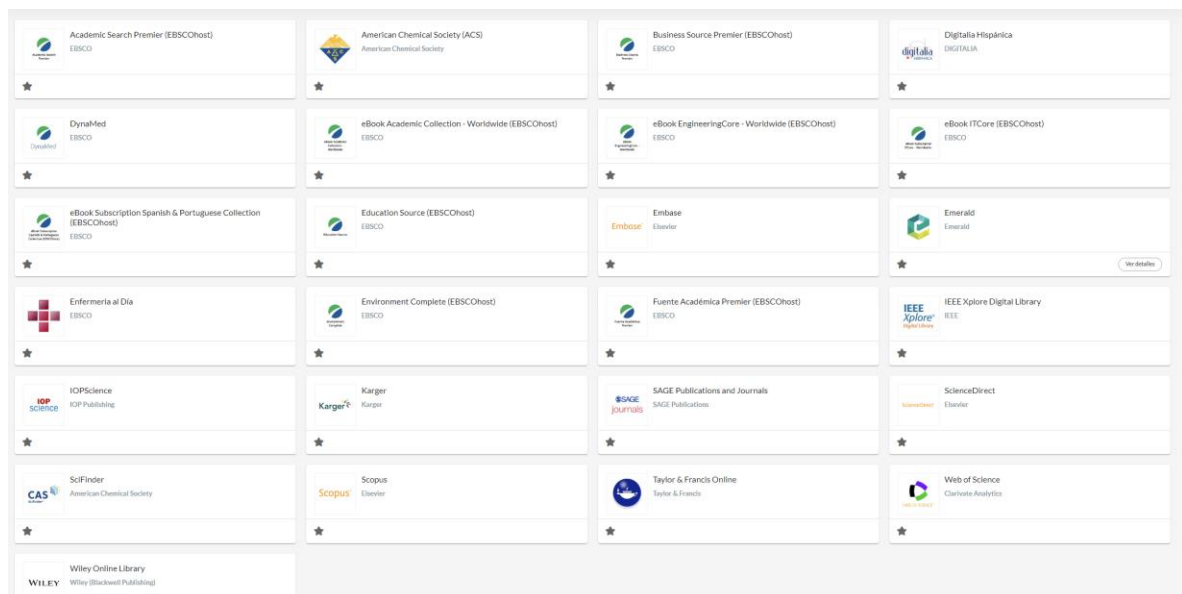 Academic Search Premier (EBSCOhost)
EBSCO
American Chemical Society (ACS)
American Chemical Society
Business Source Premier (EBSCOhost)
EBSCO
digitalia
HISPÁNICA
Digitalia Hispánica
DIGITALIA
DynaMed
DynaMed
EBSCO
eBook Academic Collection - Worldwide (EBSCOhost)
EBSCO
eBook EngineeringCore - Worldwide (EBSCOhost)
EBSCO
eBook ITCore (EBSCOhost)
EBSCO
eBook Subscription Spanish & Portuguese Collection
(EBSCOhost)
EBSCO
Education Source (EBSCOhost)
EBSCO
Embase
Embase
Elsevier
Emerald
Emerald
Ver detalles
Enfermeria al Día
EBSCO
Environment Complete (EBSCOhost)
EBSCO
Fuente Académica Premier (EBSCOhost)
EBSCO
IEEE
Xplore
Digital Library
IEEE Xplore Digital Library
IEEE
IOP
science
IOPScience
IOP Publishing
Karger
Karger
Karger
SAGE
journals
SAGE Publications and Journals
SAGE Publications
ScienceDirect
ScienceDirect
Elsevier
CAS
SciFinder
American Chemical Society
Scopus
Scopus
Elsevier
Taylor & Francis Online
Taylor & Francis
Web of Science
Clarivate Analytics
WILEY
Wiley Online Library
Wiley (Blackwell Publishing)